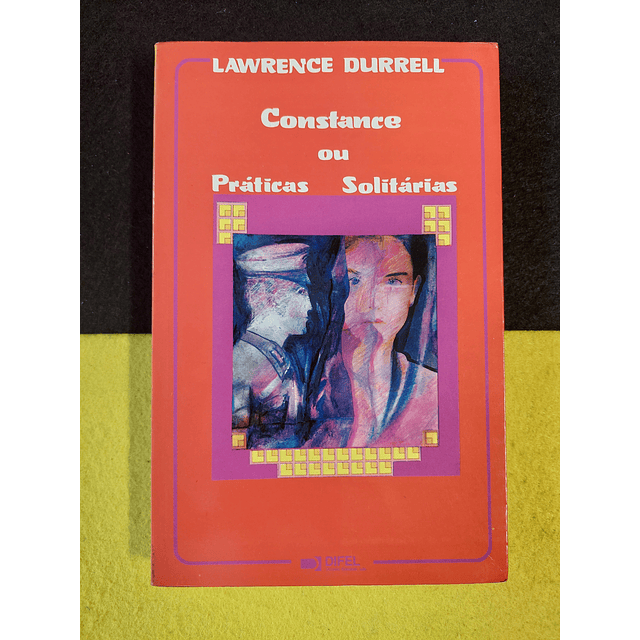 LAWRENCE DURRELL
Constance
ou
Práticas Solitárias
DIFEL